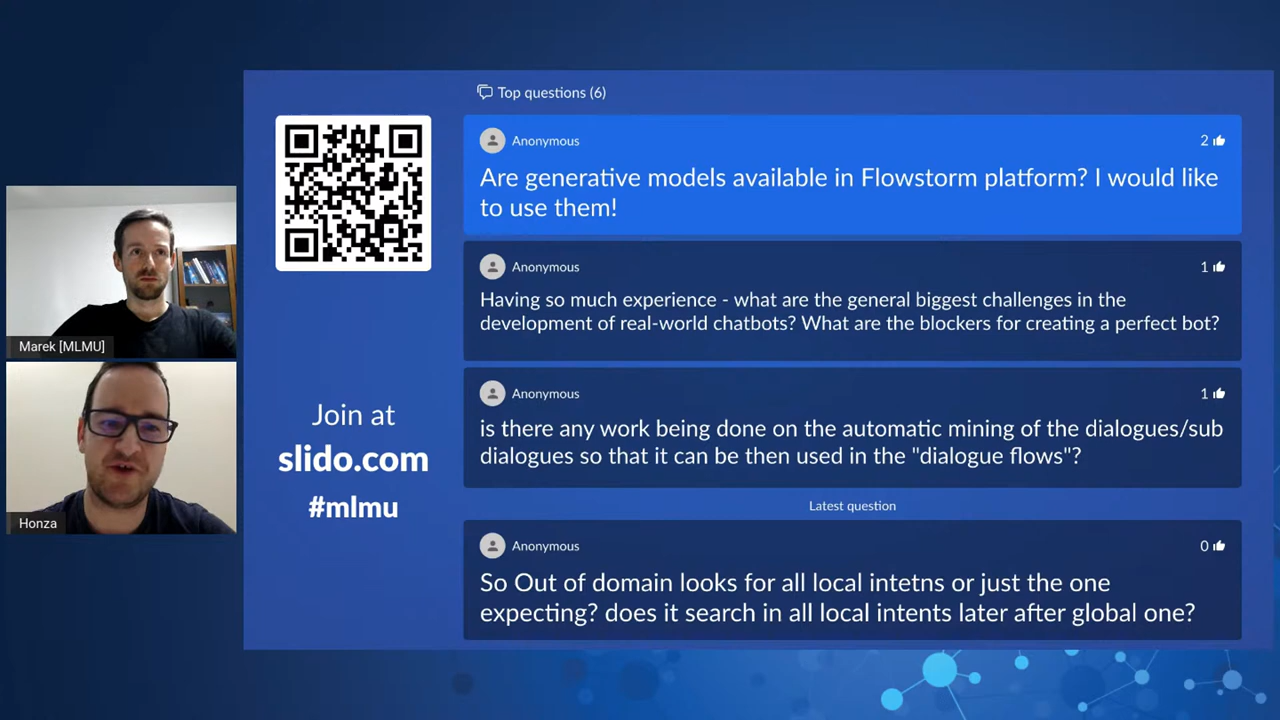 Top questions (6)
Anonymous
2
Are generative models available in Flowstorm platform? I would like
to use them!
Anonymous
1
Having so much experience - what are the general biggest challenges in the
development of real-world chatbots? What are the blockers for creating a perfect bot?
Anonymous
1
is there any work being done on the automatic mining of the dialogues/sub
dialogues so that it can be then used in the "dialogue flows"?
Latest question
Anonymous
0
So Out of domain looks for all local intetns or just the one
expecting? does it search in all local intents later after global one?
Join at
slido.com
#mlmu
Marek [MLMU]
Honza